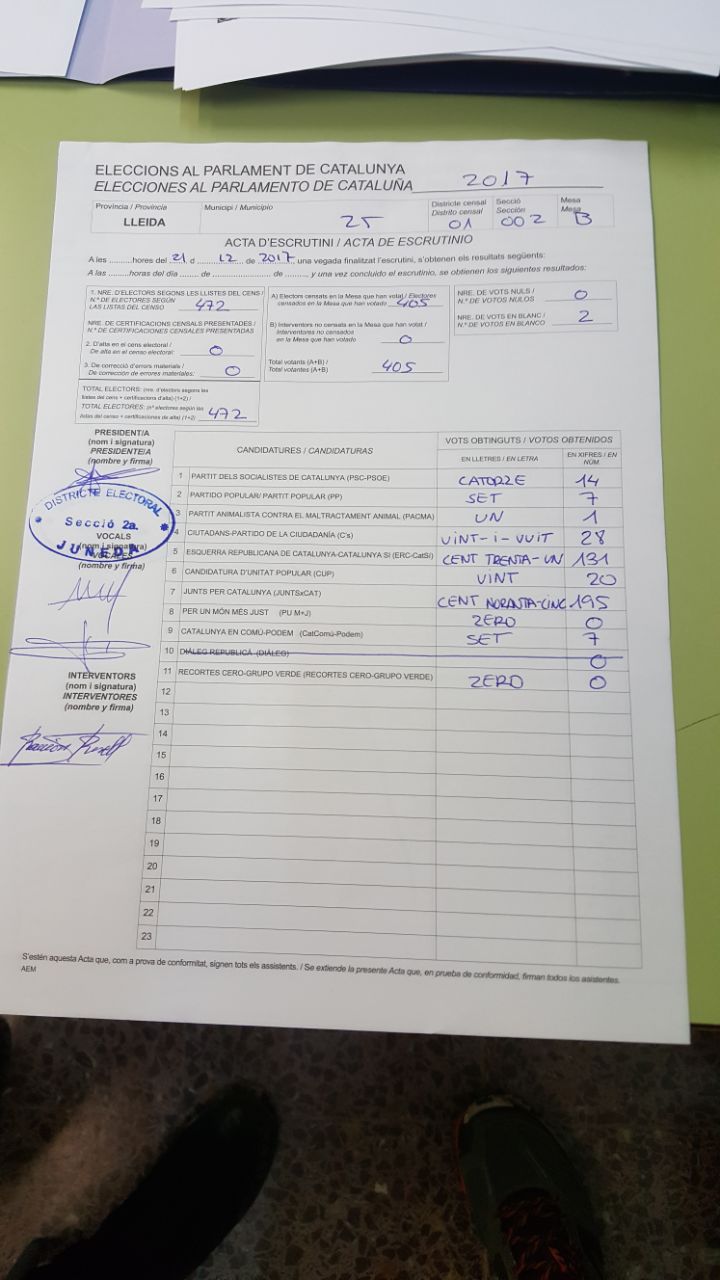 ELECCIONS AL PARLAMENT DE CATALUNYA
ELECCIONES AL PARLAMENTO DE CATALUÑA 2017
Província / Provincia
LLEIDA
Municipi / Municipio
25
Districte censal
Distrito censal
01
Secció
Sección
002
Mesa
Mesa
B
ACTA D'ESCRUTINI / ACTA DE ESCRUTINIO
A les ..........hores del 21 d ......12...... de 2017, una vegada finalitzat l'escrutini, s'obtenen els resultats següents:
A las ..........horas del día ....... de ..................... de ........, y una vez concluido el escrutinio, se obtienen los siguientes resultados:
1. NRE. D'ELECTORS SEGONS LES LLISTES DEL CENS /
N.º DE ELECTORES SEGÚN
LAS LISTAS DEL CENSO 472
NRE. DE CERTIFICACIONS CENSALS PRESENTADES /
N.º DE CERTIFICACIONES CENSALES PRESENTADAS
2. D'alta en el cens electoral /
De alta en el censo electoral: 0
3. De correcció d'errors materials /
De corrección de errores materiales: 0
TOTAL ELECTORS: (nre. d'electors segons les
llistes del cens + certificacions d'alta) (1+2) /
TOTAL ELECTORES: (nº electores según las
listas del censo + certificaciones de alta) (1+2) 472
A) Electors censats en la Mesa que han votat / Electores
censados en la Mesa que han votado 405
B) Interventors no censats en la Mesa que han votat /
Interventores no censados
en la Mesa que han votado 0
Total votants (A+B) /
Total votantes (A+B) 405
NRE. DE VOTS NULS /
N.º DE VOTOS NULOS 0
NRE. DE VOTS EN BLANC /
N.º DE VOTOS EN BLANCO 2
PRESIDENT/A
(nom i signatura)
PRESIDENTE/A
(nombre y firma)
DISTRICTE ELECTORAL
Secció 2a.
JUNEDA
VOCALS
(nom i signatura)
VOCALES
(nombre y firma)
INTERVENTORS
(nom i signatura)
INTERVENTORES
(nombre y firma)
CANDIDATURES / CANDIDATURAS
VOTS OBTINGUTS / VOTOS OBTENIDOS
EN LLETRES / EN LETRA
EN XIFRES / EN NÚM.
1 PARTIT DELS SOCIALISTES DE CATALUNYA (PSC-PSOE) CATORZE 14
2 PARTIDO POPULAR/ PARTIT POPULAR (PP) SET 7
3 PARTIT ANIMALISTA CONTRA EL MALTRACTAMENT ANIMAL (PACMA) UN 1
4 CIUTADANS-PARTIDO DE LA CIUDADANÍA (C's) VINT-I-VUIT 28
5 ESQUERRA REPUBLICANA DE CATALUNYA-CATALUNYA SÍ (ERC-CatSí) CENT TRENTA-UN 131
6 CANDIDATURA D'UNITAT POPULAR (CUP) VINT 20
7 JUNTS PER CATALUNYA (JUNTSxCAT) CENT NORANTA-CINC 195
8 PER UN MÓN MÉS JUST (PU M+J) ZERO 0
9 CATALUNYA EN COMÚ-PODEM (CatComú-Podem) SET 7
10 DIÀLEG REPUBLICÀ (DIÀLEG) 0
11 RECORTES CERO-GRUPO VERDE (RECORTES CERO-GRUPO VERDE) ZERO 0
12
13
14
15
16
17
18
19
20
21
22
23
S'estén aquesta Acta que, com a prova de conformitat, signen tots els assistents. / Se extiende la presente Acta que, en prueba de conformidad, firman todos los asistentes.
AEM